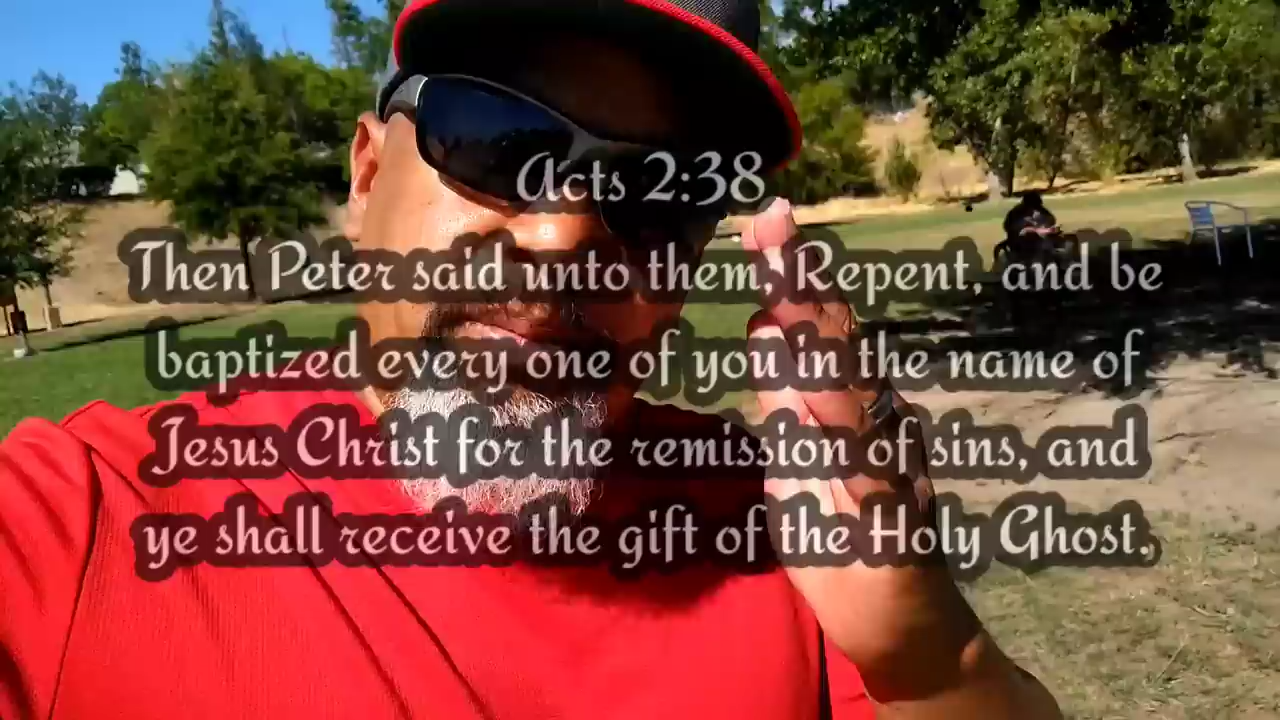 Acts 2:38
Then Peter said unto them, Repent, and be
baptized every one of you in the name of
Jesus Christ for the remission of sins, and
ye shall receive the gift of the Holy Ghost.